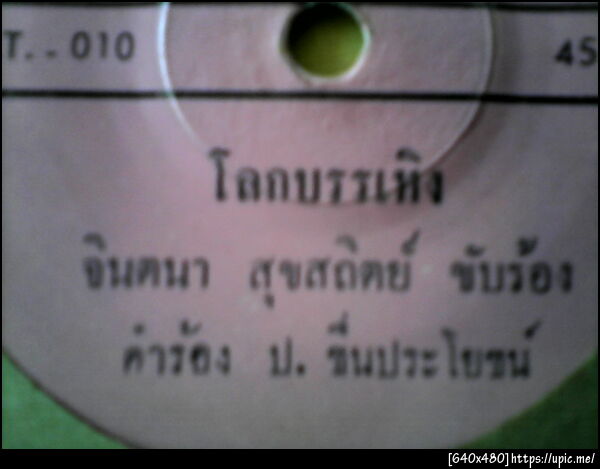 T. - 010 45
โลกบรรเทิง
จินตนา สุขสถิตย์ ขับร้อง
คำร้อง ป. ชื่นประโยชน์
[640x480] https://upic.me/